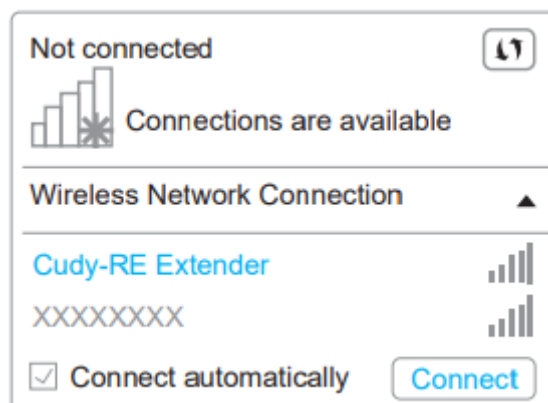 Not connected
Connections are available
Wireless Network Connection
Cudy-RE Extender
XXXXXXXX
Connect automatically
Connect